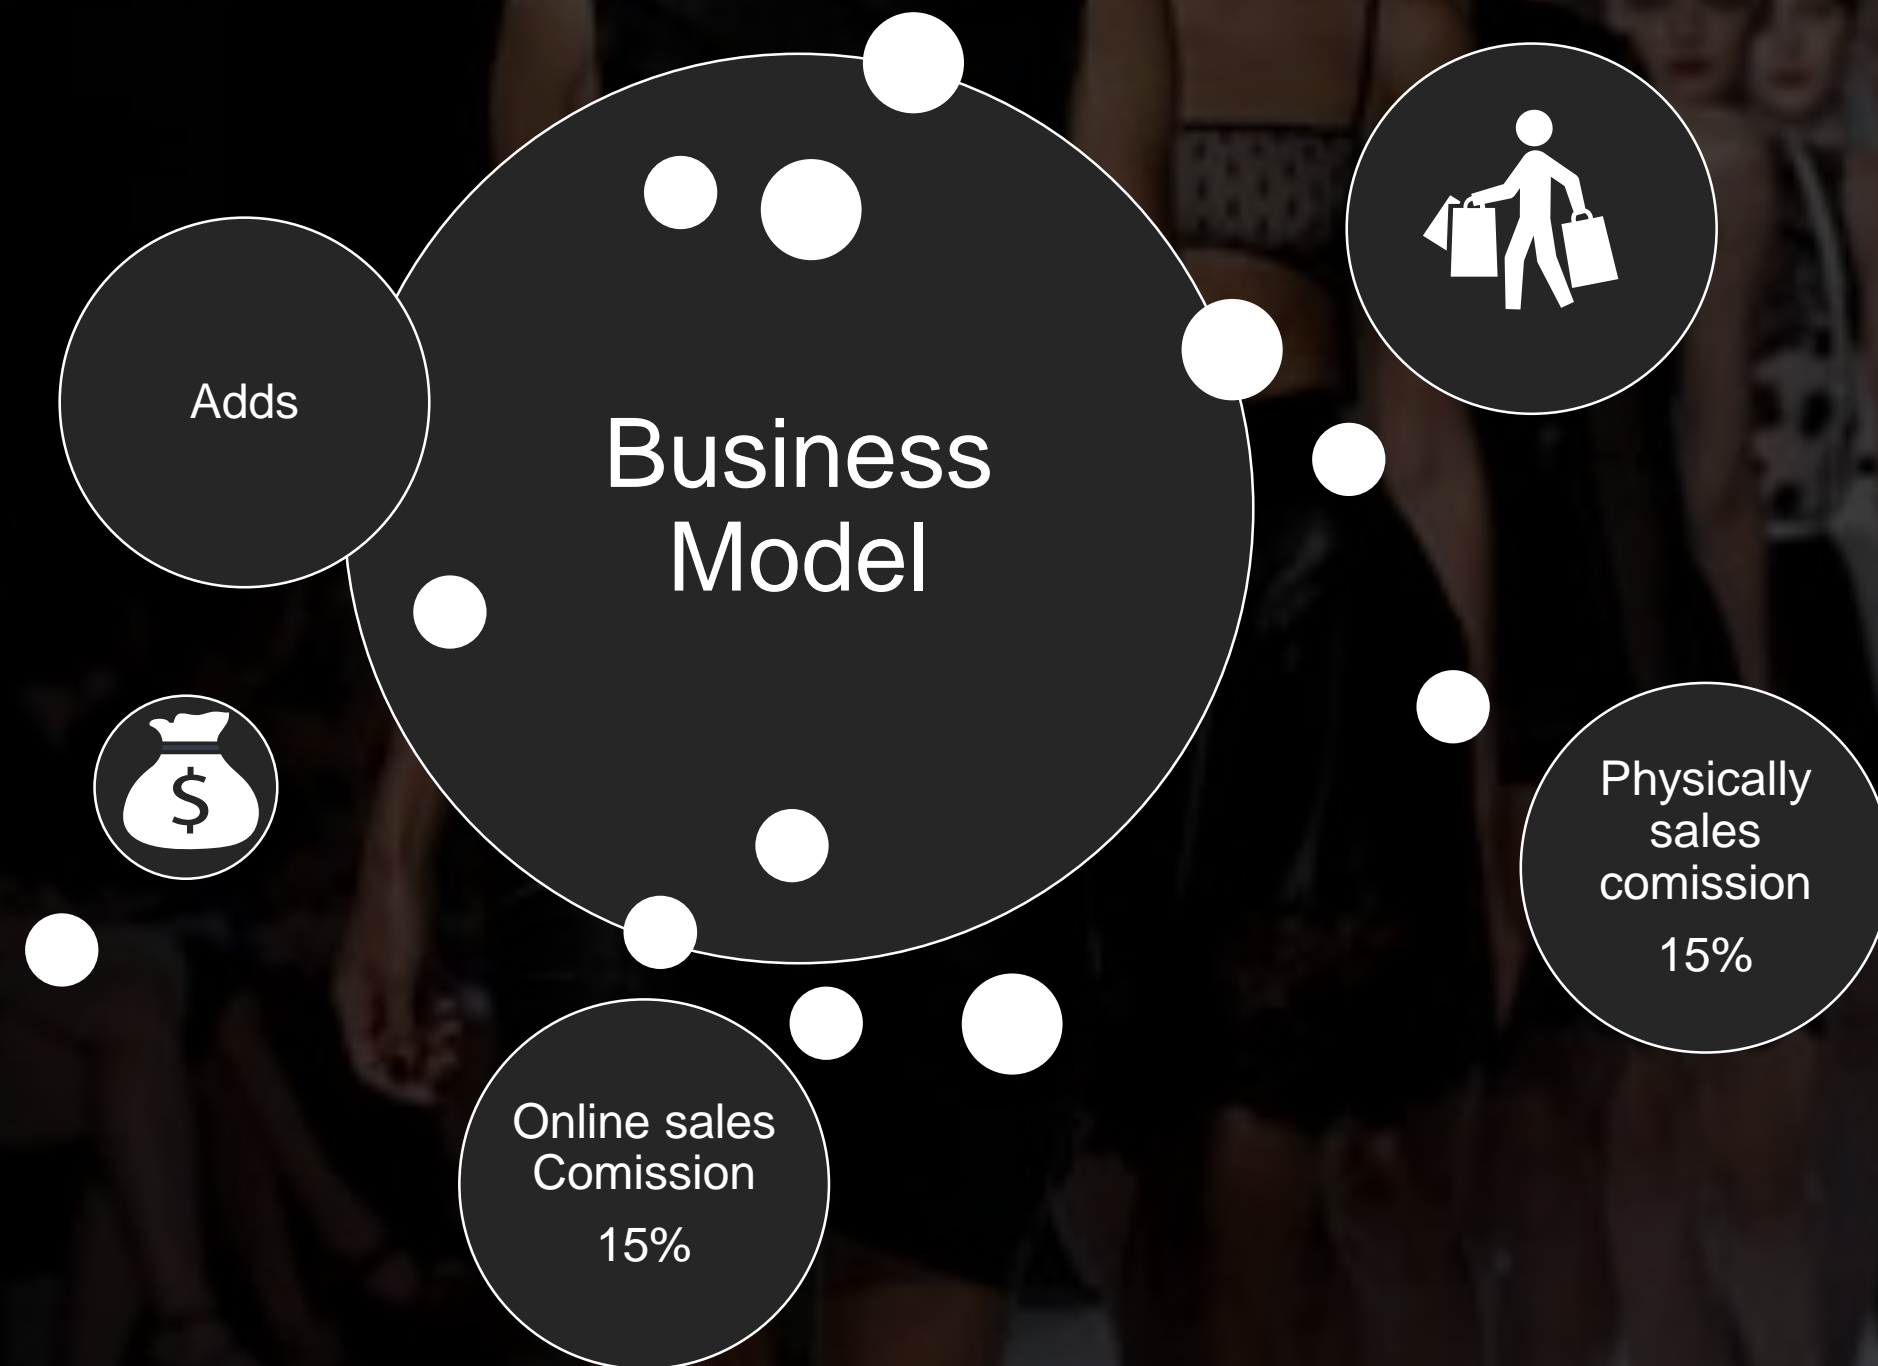 Adds
Business
Model
Physically
sales
comission
15%
Online sales
Comission
15%
$